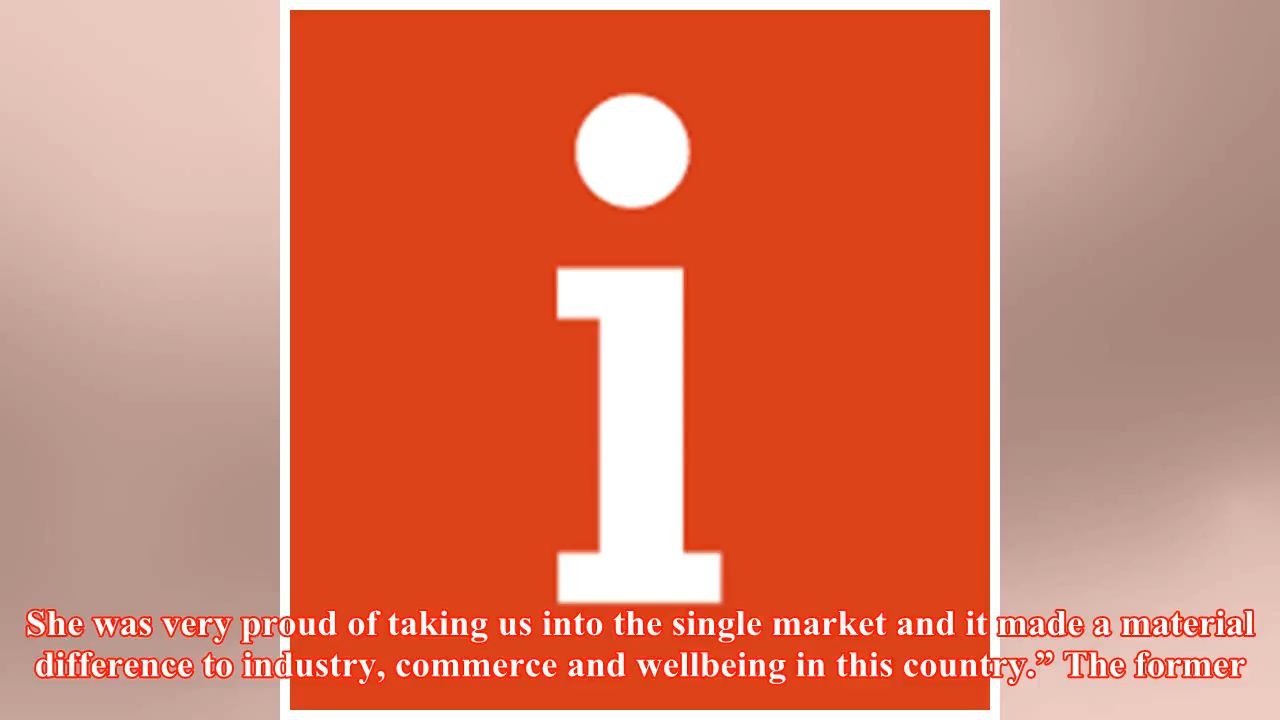 i
She was very proud of taking us into the single market and it made a material
difference to industry, commerce and wellbeing in this country.” The former